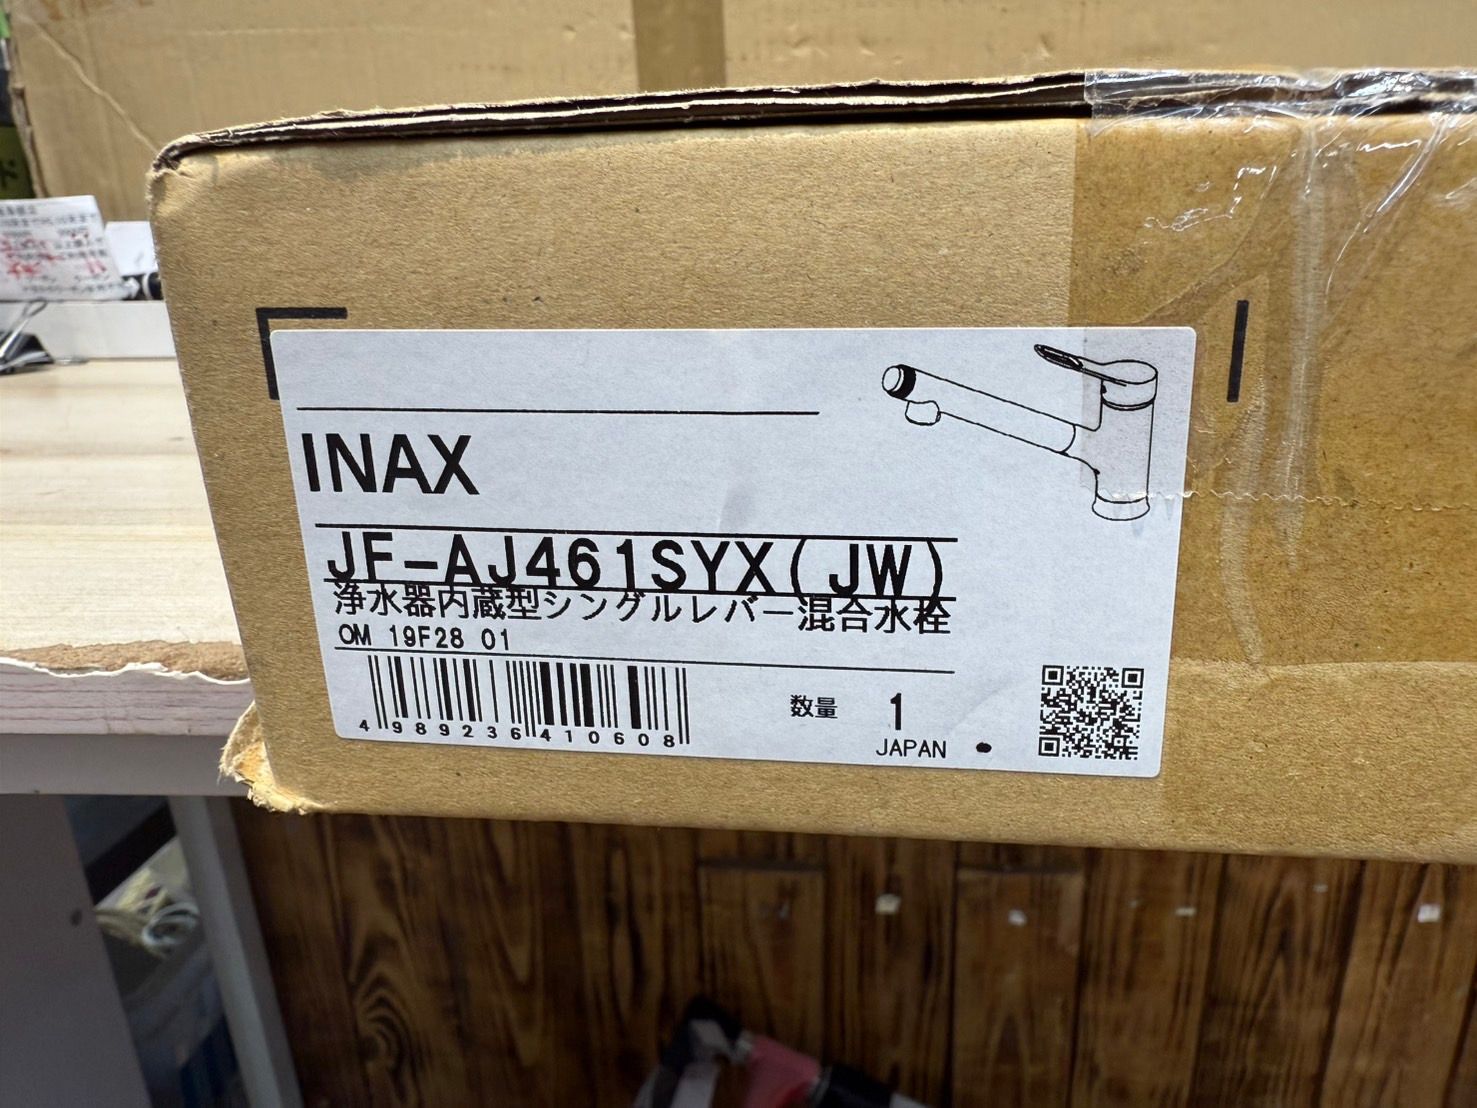 INAX
JF-AJ461SYX(JW)
浄水器内蔵型シングルレバー混合水栓
OM 19F28 01
4989236410608
数量 1
JAPAN